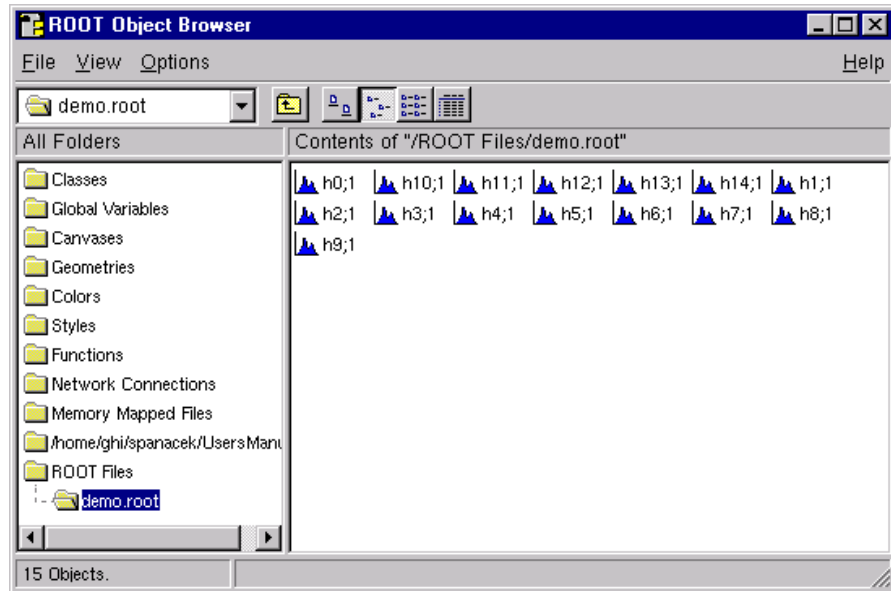 ROOT Object Browser
File View Options Help
demo.root
All Folders
Contents of "/ROOT Files/demo.root"
Classes
Global Variables
Canvases
Geometries
Colors
Styles
Functions
Network Connections
Memory Mapped Files
/home/ghi/spanacek/UsersManu
ROOT Files
demo.root
h0;1 h10;1 h11;1 h12;1 h13;1 h14;1 h1;1
h2;1 h3;1 h4;1 h5;1 h6;1 h7;1 h8;1
h9;1
15 Objects.